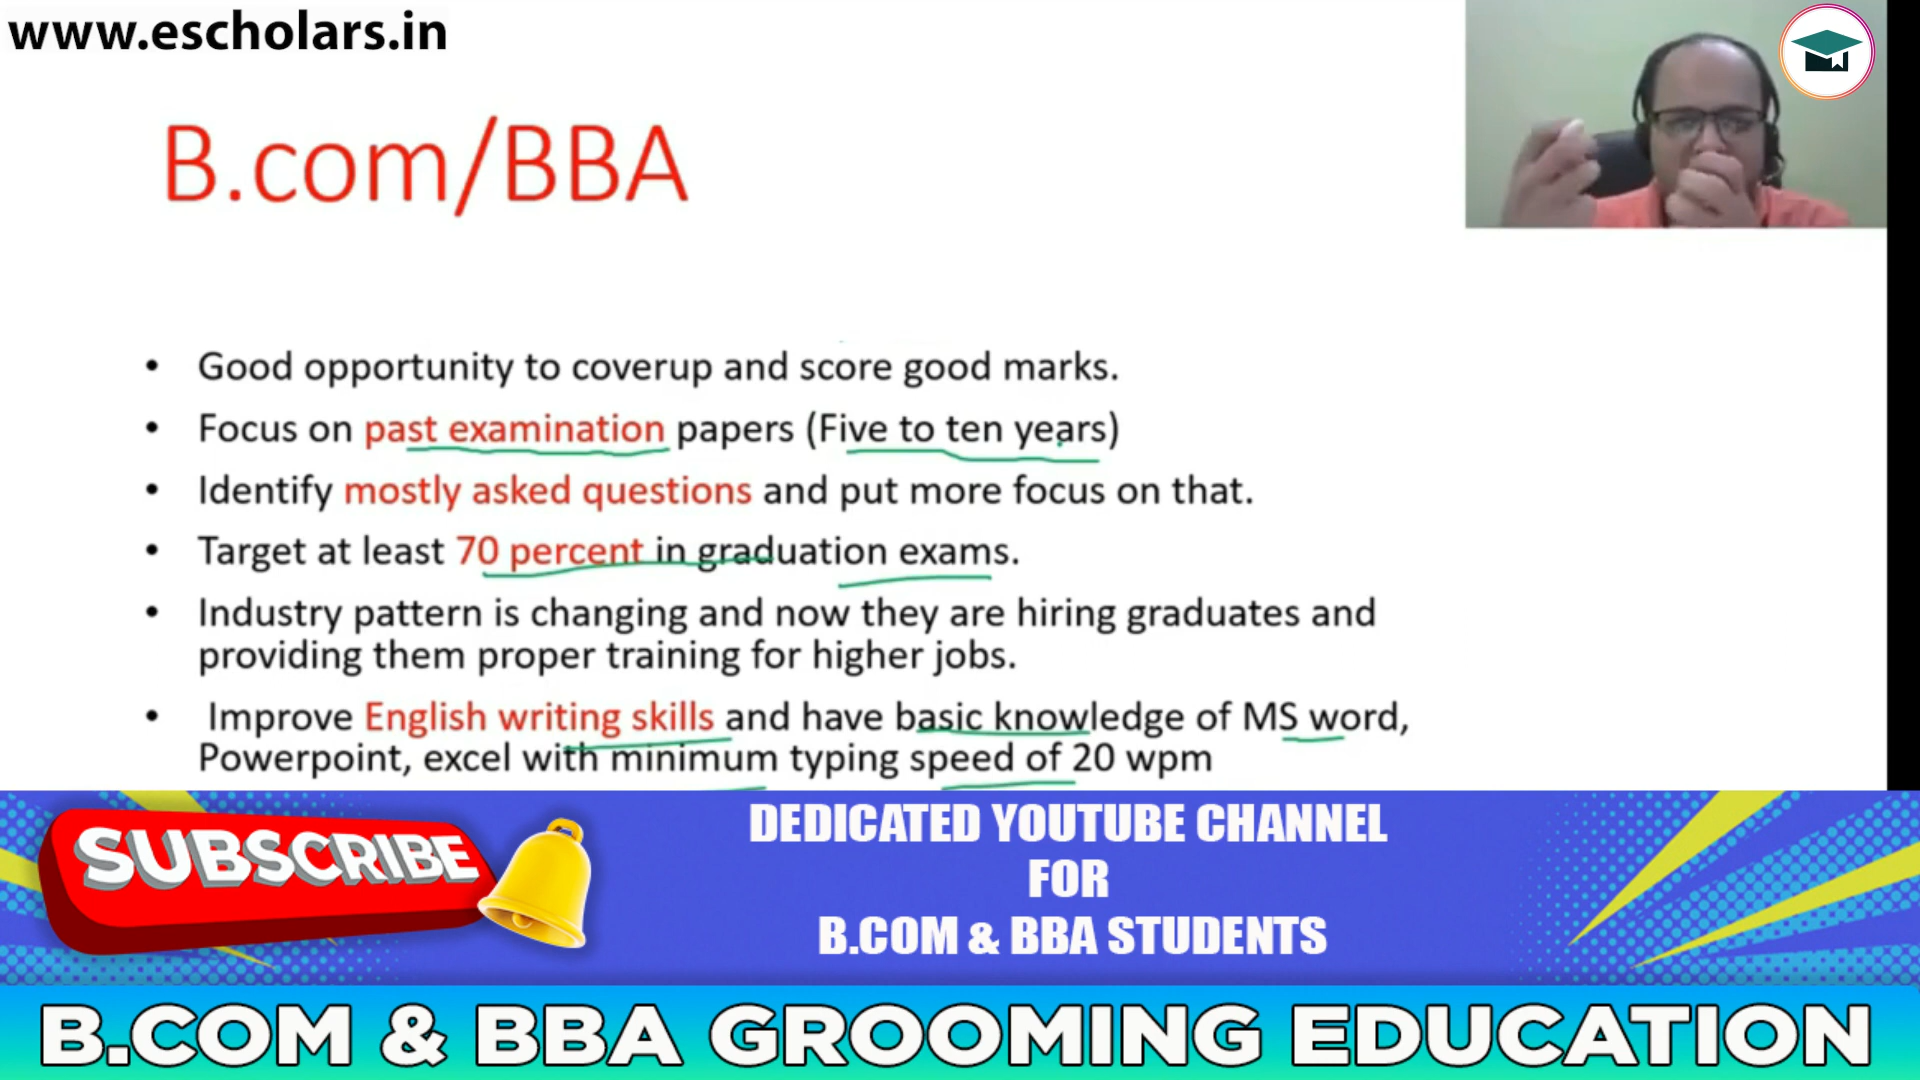 www.escholars.in
B.com/BBA
• Good opportunity to coverup and score good marks.
• Focus on past examination papers (Five to ten years)
• Identify mostly asked questions and put more focus on that.
• Target at least 70 percent in graduation exams.
• Industry pattern is changing and now they are hiring graduates and
providing them proper training for higher jobs.
• Improve English writing skills and have basic knowledge of MS word,
Powerpoint, excel with minimum typing speed of 20 wpm
SUBSCRIBE
DEDICATED YOUTUBE CHANNEL
FOR
B.COM & BBA STUDENTS
B.COM & BBA GROOMING EDUCATION